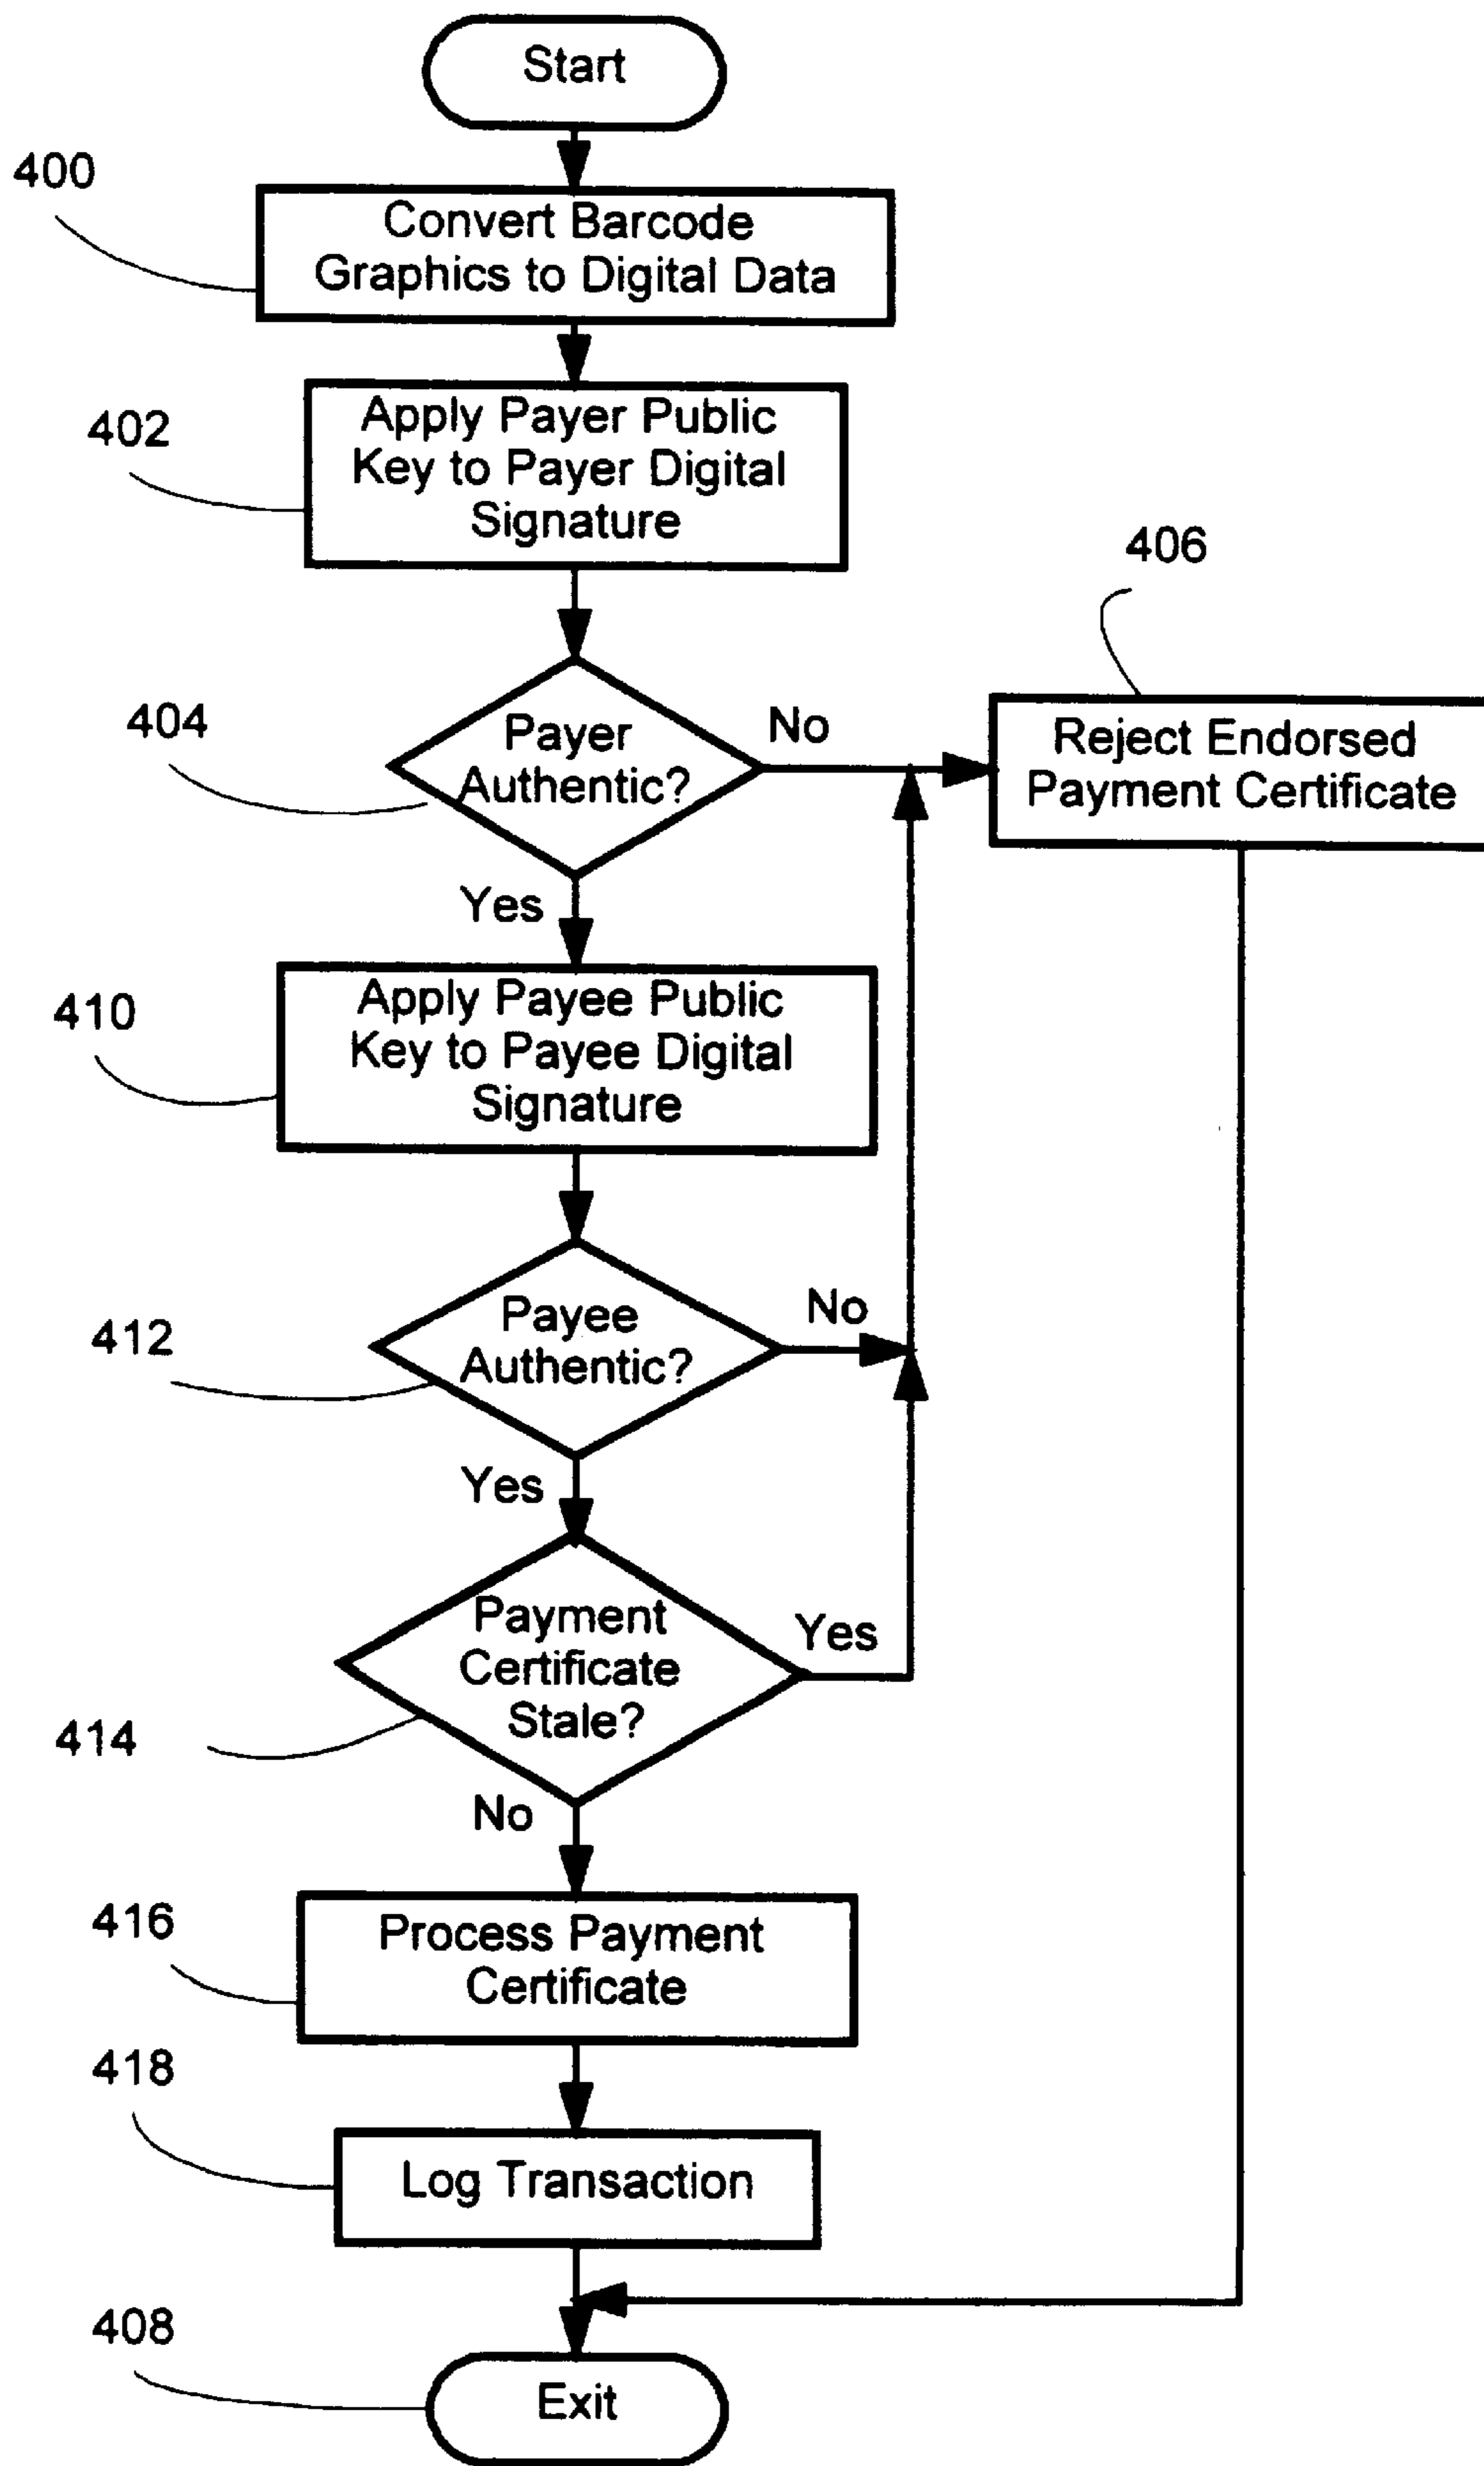 Start
400
Convert Barcode
Graphics to Digital Data
402
Apply Payer Public
Key to Payer Digital
Signature
406
404
Payer
Authentic?
No
Reject Endorsed
Payment Certificate
Yes
410
Apply Payee Public
Key to Payee Digital
Signature
412
Payee
Authentic?
No
Yes
414
Payment
Certificate
Stale?
Yes
No
416
Process Payment
Certificate
418
Log Transaction
408
Exit